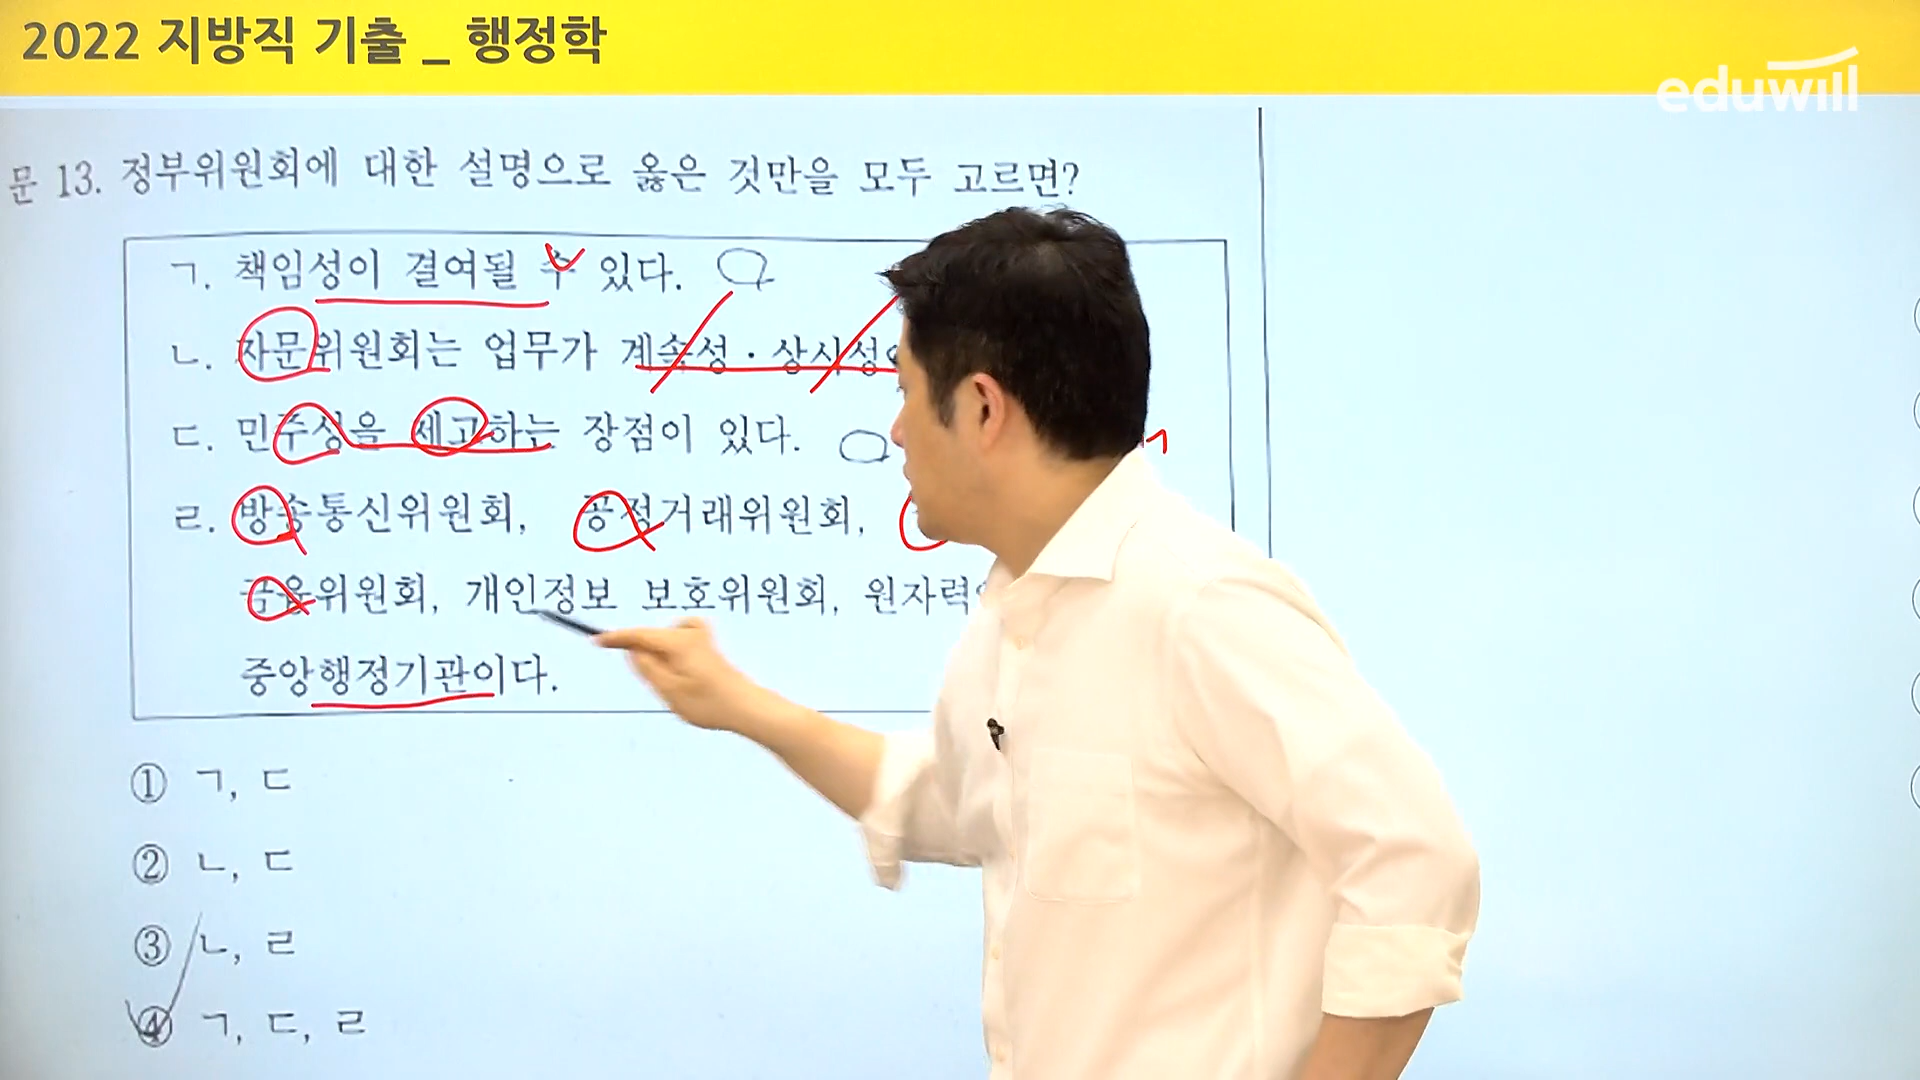 2022 지방직 기출 _ 행정학
eduwill
문 13. 정부위원회에 대한 설명으로 옳은 것만을 모두 고르면?
ㄱ. 책임성이 결여될 수 있다.
ㄴ. 자문위원회는 업무가 계속성·상시성
ㄷ. 민주성을 제고하는 장점이 있다.
ㄹ. 방송통신위원회, 공정거래위원회,
금융위원회, 개인정보 보호위원회, 원자력
중앙행정기관이다.
① ㄱ, ㄷ
② ㄴ, ㄷ
③ ㄴ, ㄹ
④ ㄱ, ㄷ, ㄹ